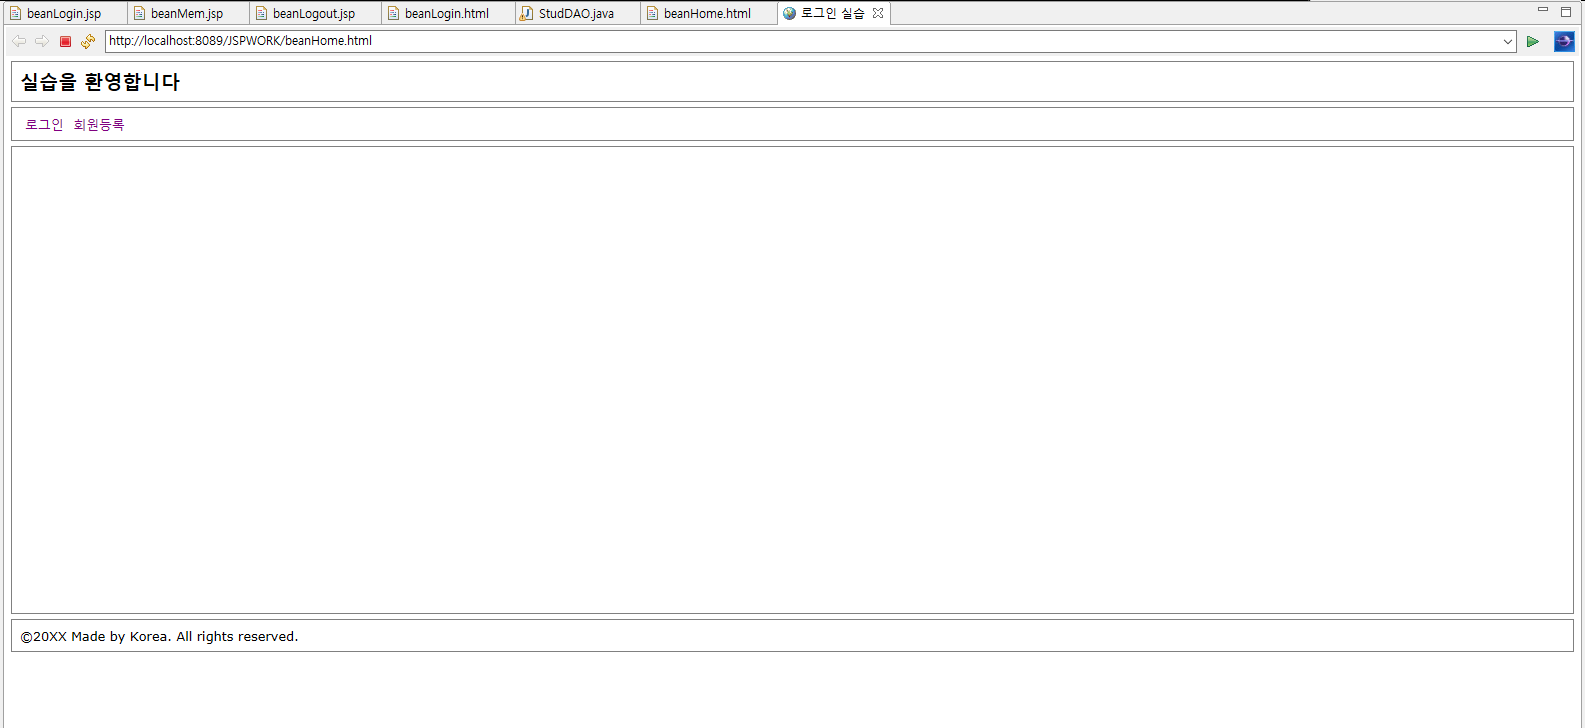 beanLogin.jsp beanMem.jsp beanLogout.jsp beanLogin.html StudDAO.java beanHome.html 로그인 실습
http://localhost:8089/JSPWORK/beanHome.html
실습을 환영합니다
로그인 회원등록
©20XX Made by Korea. All rights reserved.